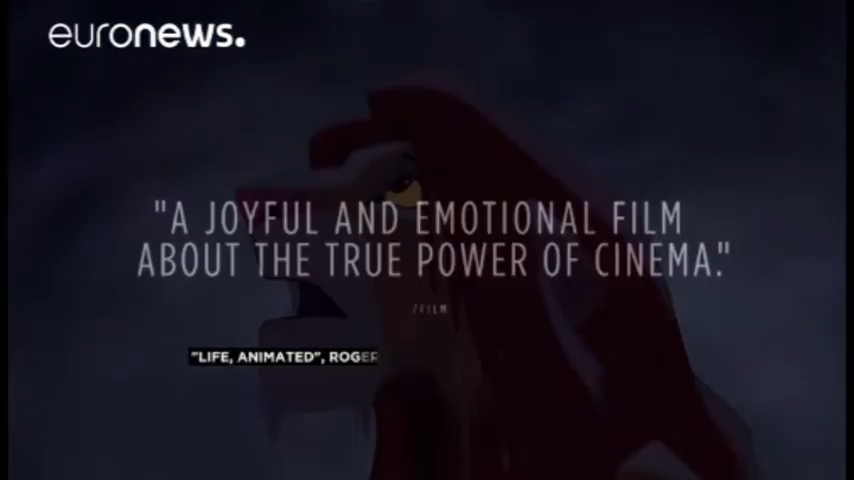 euronews.
"A JOYFUL AND EMOTIONAL FILM
ABOUT THE TRUE POWER OF CINEMA."
/FILM
"LIFE, ANIMATED", ROGER